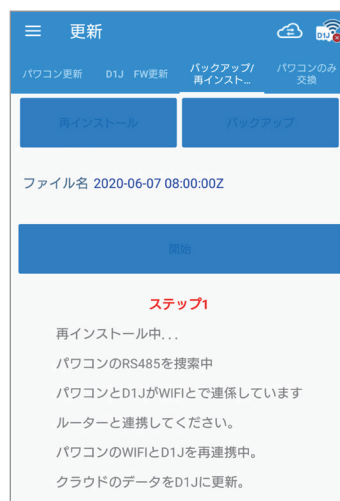 更新
D1J
パワコン更新
D1J FW更新
バックアップ/
再インスト...
パワコンのみ
交換
再インストール
バックアップ
ファイル名 2020-06-07 08:00:00Z
開始
ステップ1
再インストール中...
パワコンのRS485を捜索中
パワコンとD1JがWIFIとで連係しています
ルーターと連携してください。
パワコンのWIFIとD1Jを再連携中。
クラウドのデータをD1Jに更新。